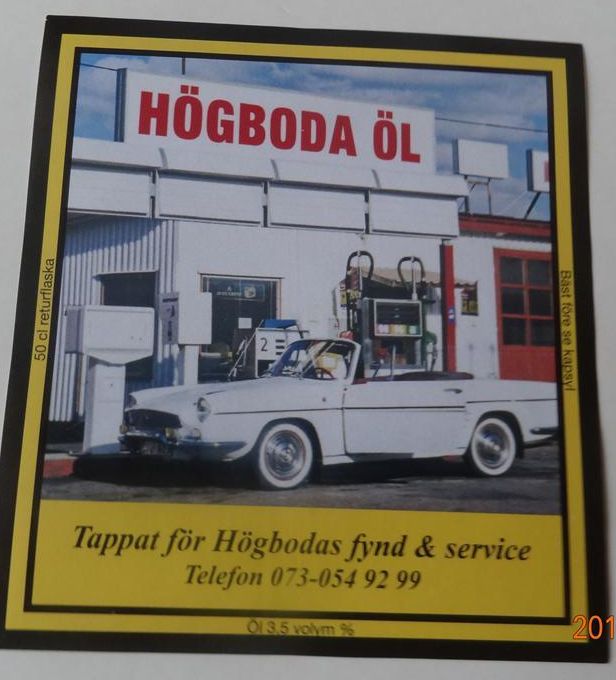 HÖGBODA ÖL
2
50 cl returflaska
Bäst före se kapsyl
Tappat för Högbodas fynd & service
Telefon 073-054 92 99
Öl 3,5 volym %
201